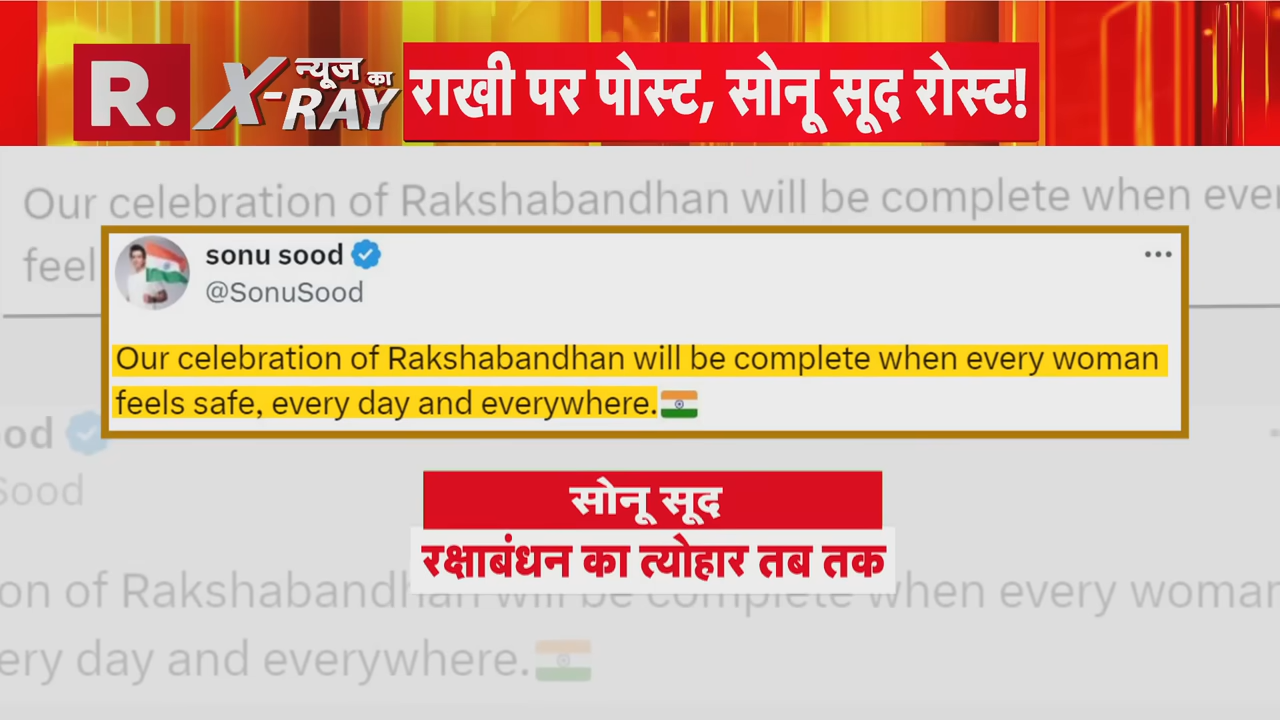 R.
न्यूज का
X-RAY
राखी पर पोस्ट, सोनू सूद रोस्ट!
Our celebration of Rakshabandhan will be complete when ever
feel
sonu sood
@SonuSood
Our celebration of Rakshabandhan will be complete when every woman
feels safe, every day and everywhere.
ood
Sood
सोनू सूद
रक्षाबंधन का त्योहार तब तक
on of Rakshabandhan will be complete when every woman
ery day and everywhere.